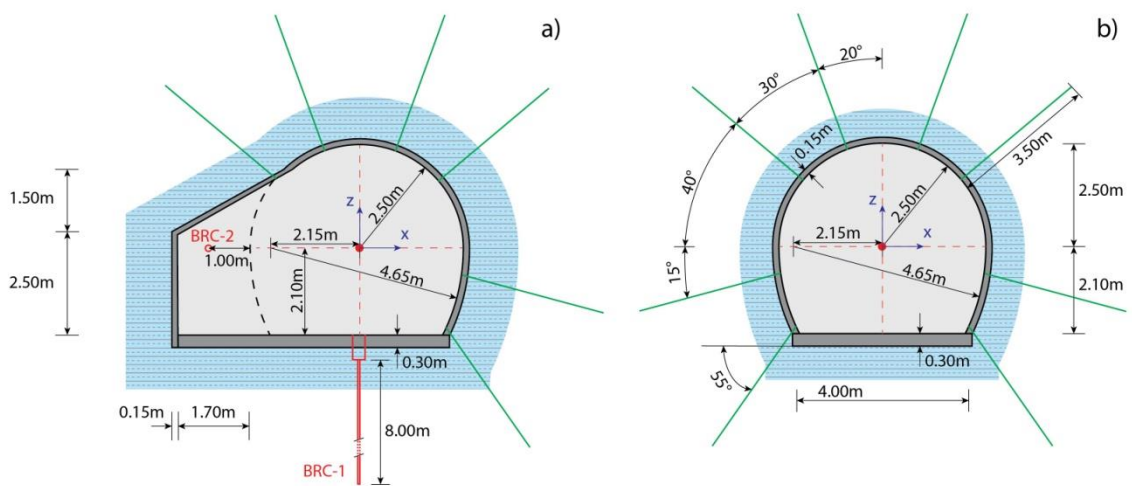 a)
1.50m
2.50m
BRC-2
1.00m
z
x
2.50m
2.15m
4.65m
2.10m
0.30m
0.15m
1.70m
8.00m
BRC-1
b)
20°
30°
40°
15°
55°
0.15m
3.50m
z
x
2.50m
2.15m
4.65m
2.50m
2.10m
0.30m
4.00m